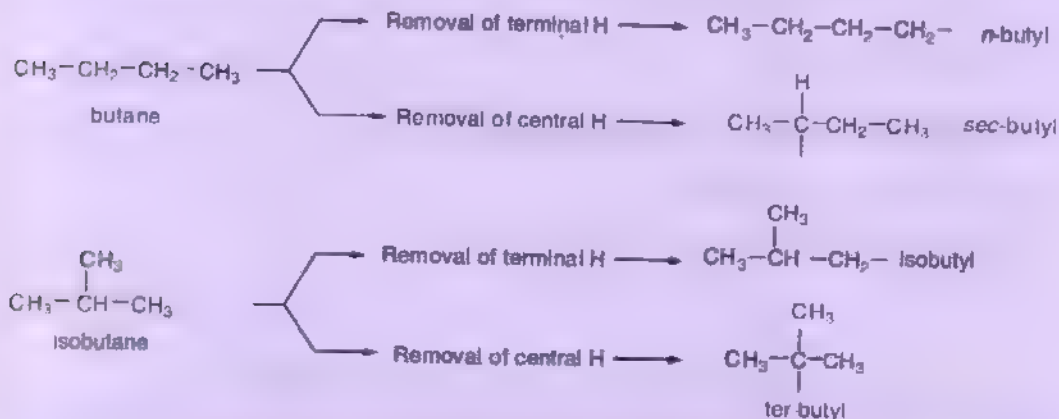 Removal of terminal H CH₃–CH₂–CH₂–CH₂– n-butyl
CH₃–CH₂–CH₂–CH₃
butane
H
Removal of central H CH₃–C–CH₂–CH₃ sec-butyl
CH₃
CH₃
Removal of terminal H CH₃–CH–CH₂– isobutyl
CH₃–CH–CH₃
isobutane
CH₃
Removal of central H CH₃–C–CH₃
ter butyl